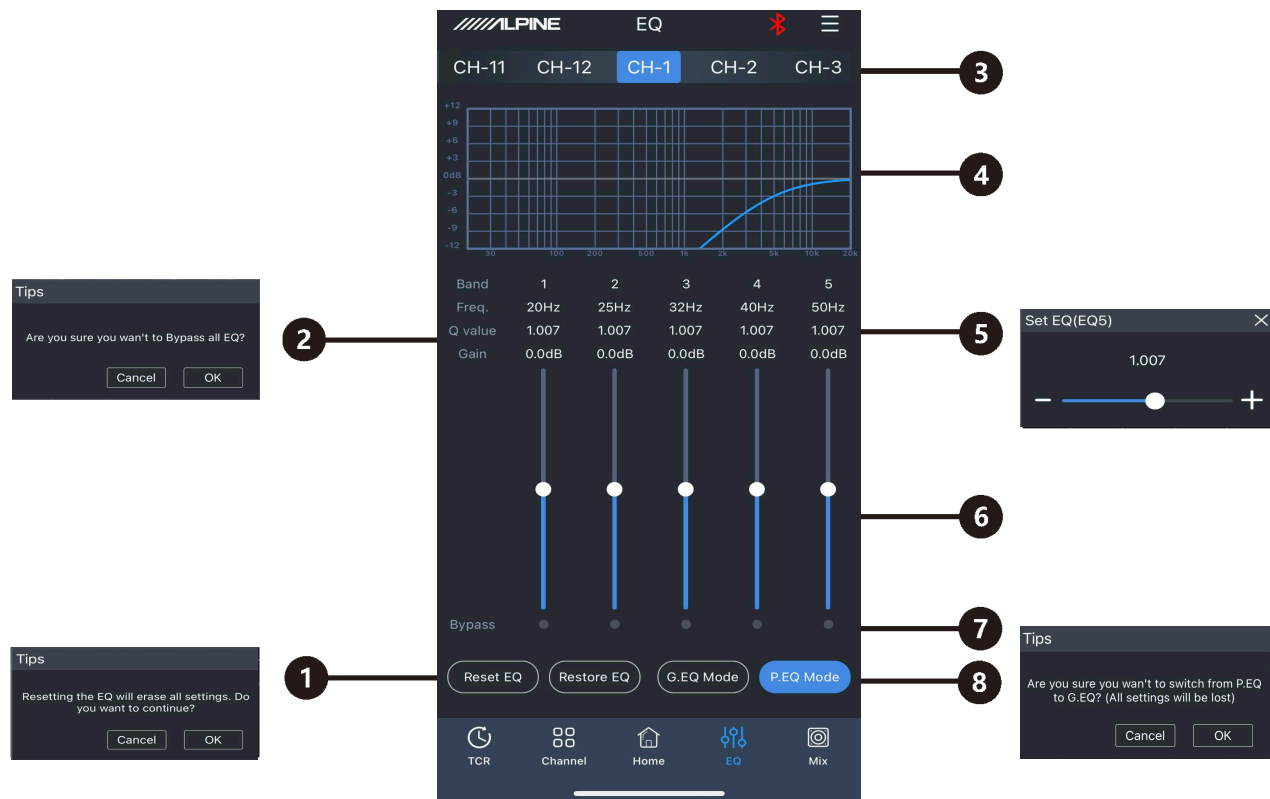 ALPINE EQ
CH-11 CH-12 CH-1 CH-2 CH-3
3
+12
+9
+6
+3
0dB
-3
-6
-9
-12
30 100 200 500 1k 2k 5k 10k 20k
4
Band 1 2 3 4 5
Freq. 20Hz 25Hz 32Hz 40Hz 50Hz
Q value 1.007 1.007 1.007 1.007 1.007
Gain 0.0dB 0.0dB 0.0dB 0.0dB 0.0dB
Tips
Are you sure you wan't to Bypass all EQ?
Cancel OK
2
5
Set EQ(EQ5)
1.007
6
Bypass
7
Tips
Resetting the EQ will erase all settings. Do
you want to continue?
Cancel OK
1
Reset EQ Restore EQ G.EQ Mode P.EQ Mode
8
Tips
Are you sure you wan't to switch from P.EQ
to G.EQ? (All settings will be lost)
Cancel OK
TCR Channel Home EQ Mix